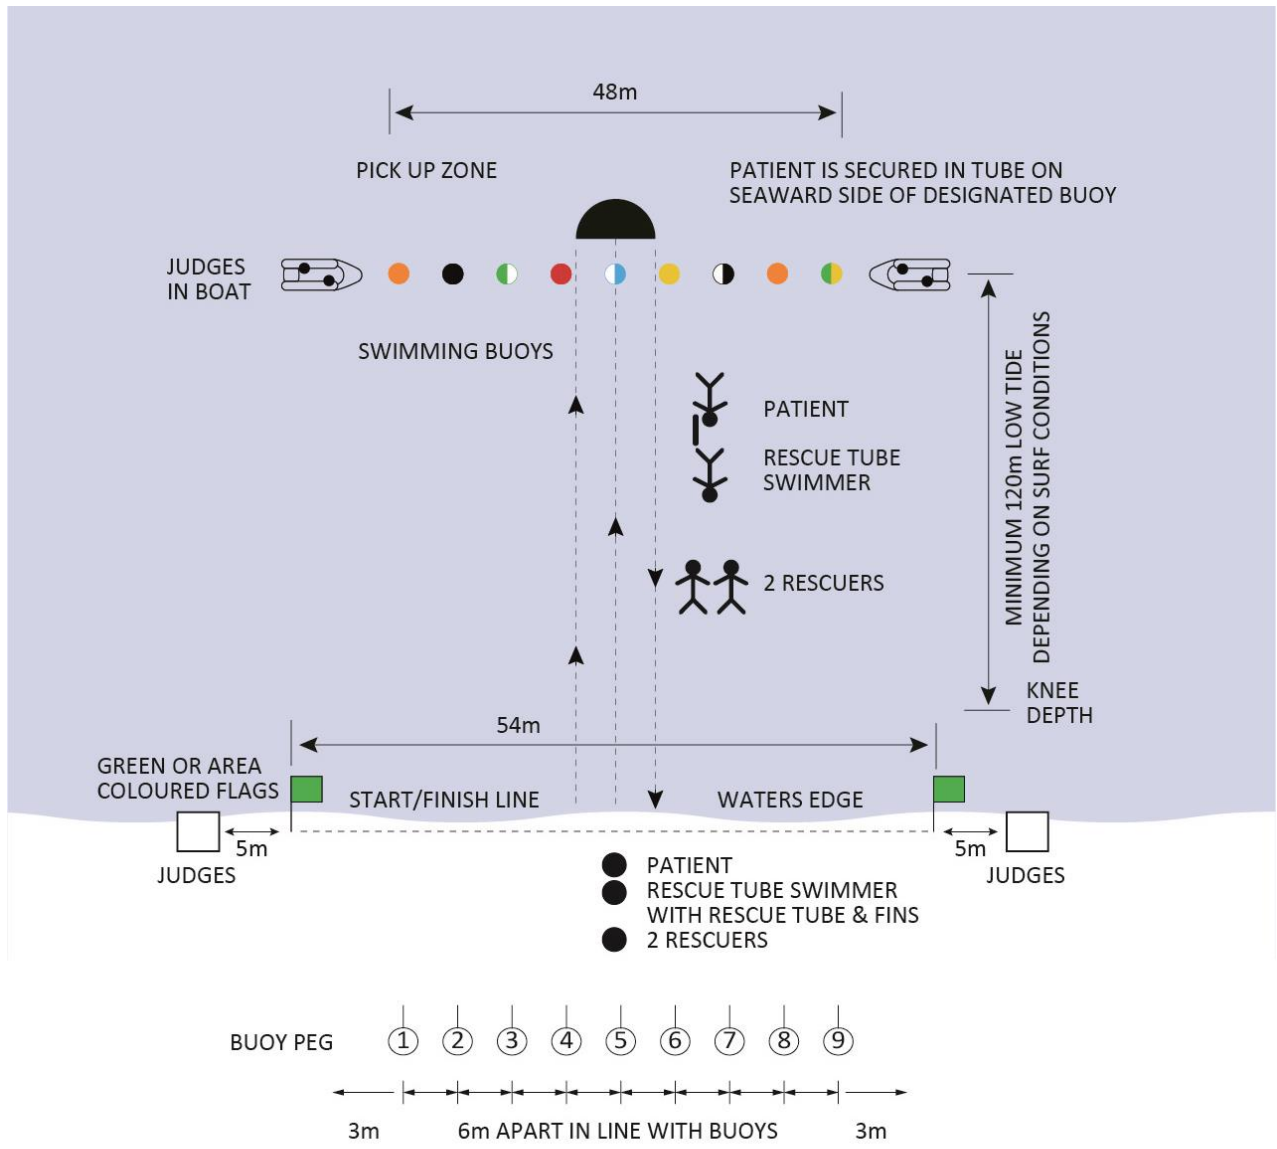 48m
PICK UP ZONE
PATIENT IS SECURED IN TUBE ON
SEAWARD SIDE OF DESIGNATED BUOY
JUDGES
IN BOAT
SWIMMING BUOYS
PATIENT
RESCUE TUBE
SWIMMER
2 RESCUERS
MINIMUM 120m LOW TIDE
DEPENDING ON SURF CONDITIONS
KNEE
DEPTH
54m
GREEN OR AREA
COLOURED FLAGS
START/FINISH LINE
WATERS EDGE
5m
5m
JUDGES
JUDGES
PATIENT
RESCUE TUBE SWIMMER
WITH RESCUE TUBE & FINS
2 RESCUERS
BUOY PEG 1 2 3 4 5 6 7 8 9
3m 6m APART IN LINE WITH BUOYS 3m